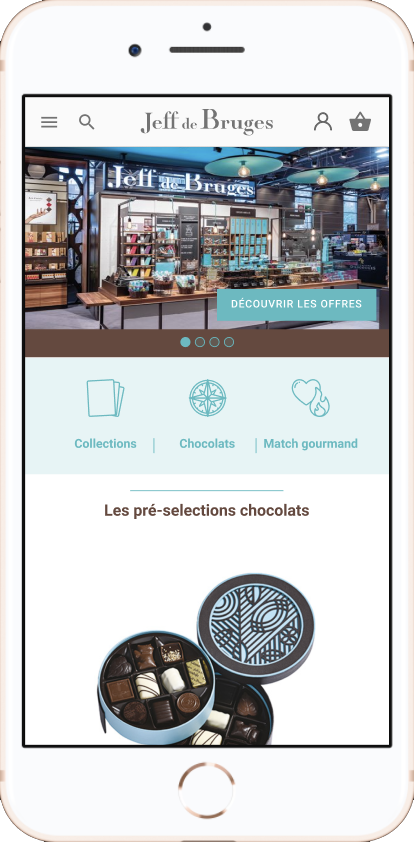 Jeff de Bruges
Jeff de Bruges
DÉCOUVRIR LES OFFRES
Collections | Chocolats | Match gourmand
Les pré-selections chocolats